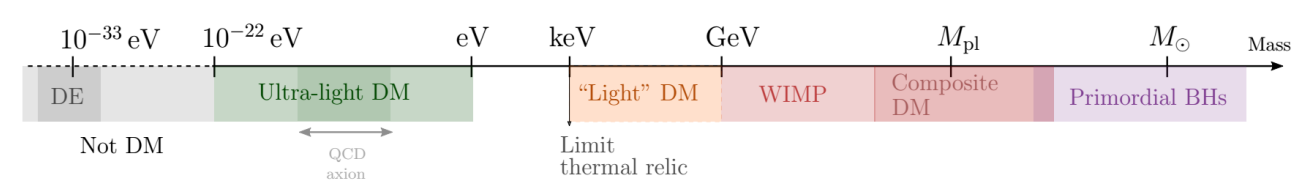 10⁻³³ eV 10⁻²² eV eV keV GeV M_pl M_☉ Mass
DE Ultra-light DM “Light” DM WIMP Composite
DM Primordial BHs
Not DM
QCD
axion
Limit
thermal relic